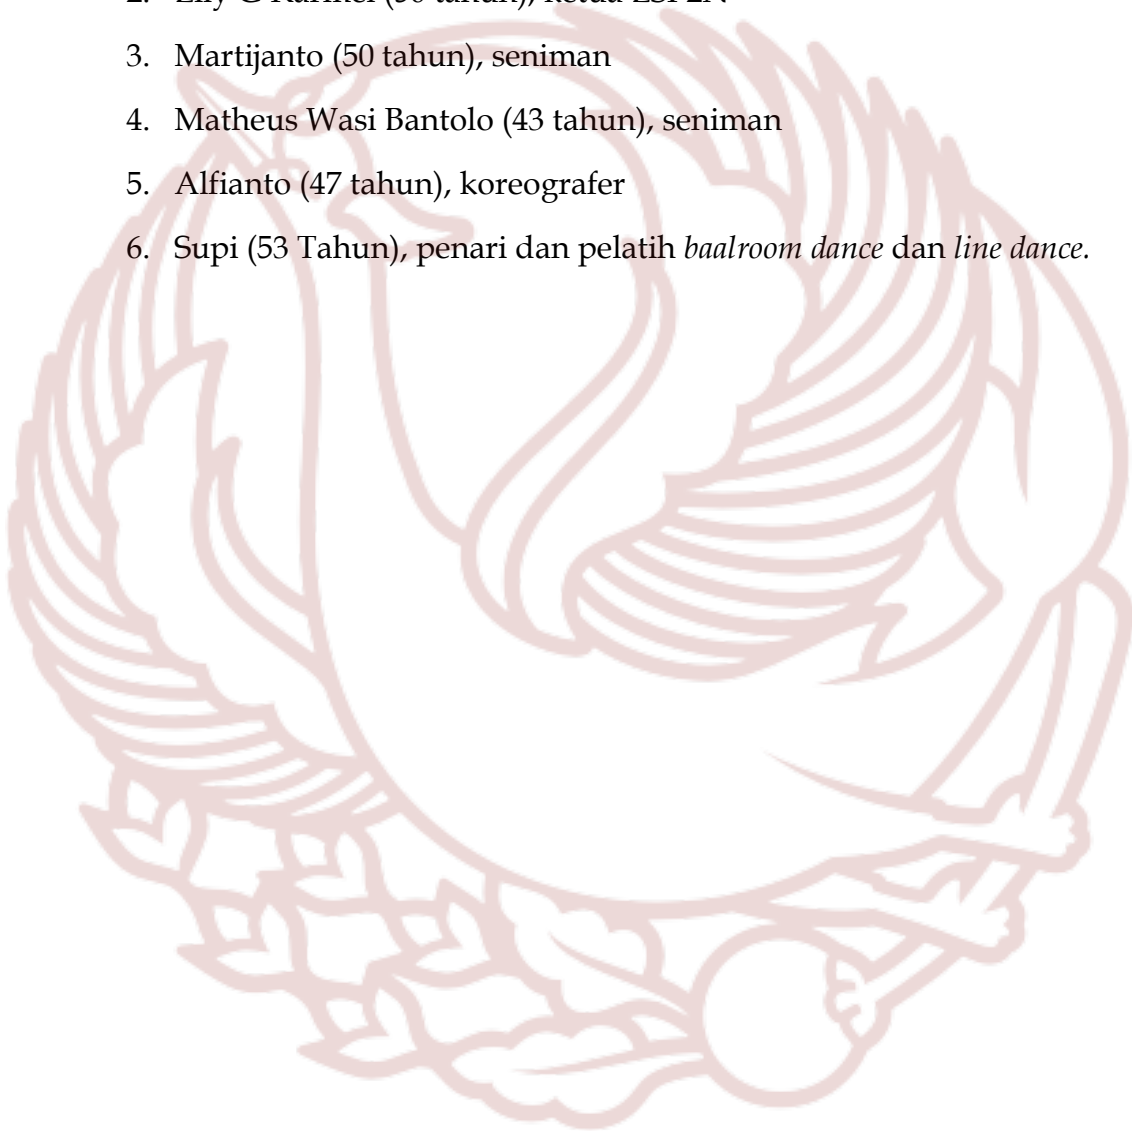 3. Martijanto (50 tahun), seniman
4. Matheus Wasi Bantolo (43 tahun), seniman
5. Alfianto (47 tahun), koreografer
6. Supi (53 Tahun), penari dan pelatih baalroom dance dan line dance.